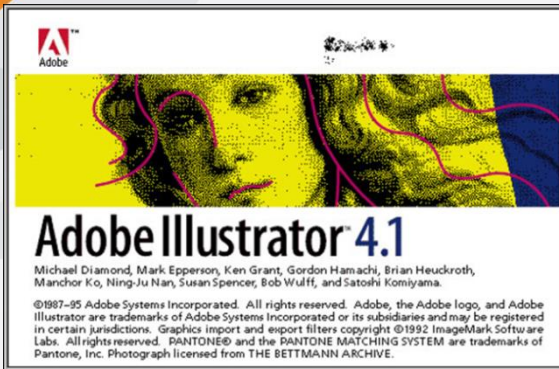 Adobe
Adobe Illustrator™ 4.1
Michael Diamond, Mark Epperson, Ken Grant, Gordon Hamachi, Brian Heuckroth,
Manchor Ko, Ning-Ju Nan, Susan Spencer, Bob Wulff, and Satoshi Komiyama.
©1987–95 Adobe Systems Incorporated. All rights reserved. Adobe, the Adobe logo, and Adobe
Illustrator are trademarks of Adobe Systems Incorporated or its subsidiaries and may be registered
in certain jurisdictions. Graphics import and export filters copyright ©1992 ImageMark Software
Labs. All rights reserved. PANTONE® and the PANTONE MATCHING SYSTEM are trademarks of
Pantone, Inc. Photograph licensed from THE BETTMANN ARCHIVE.